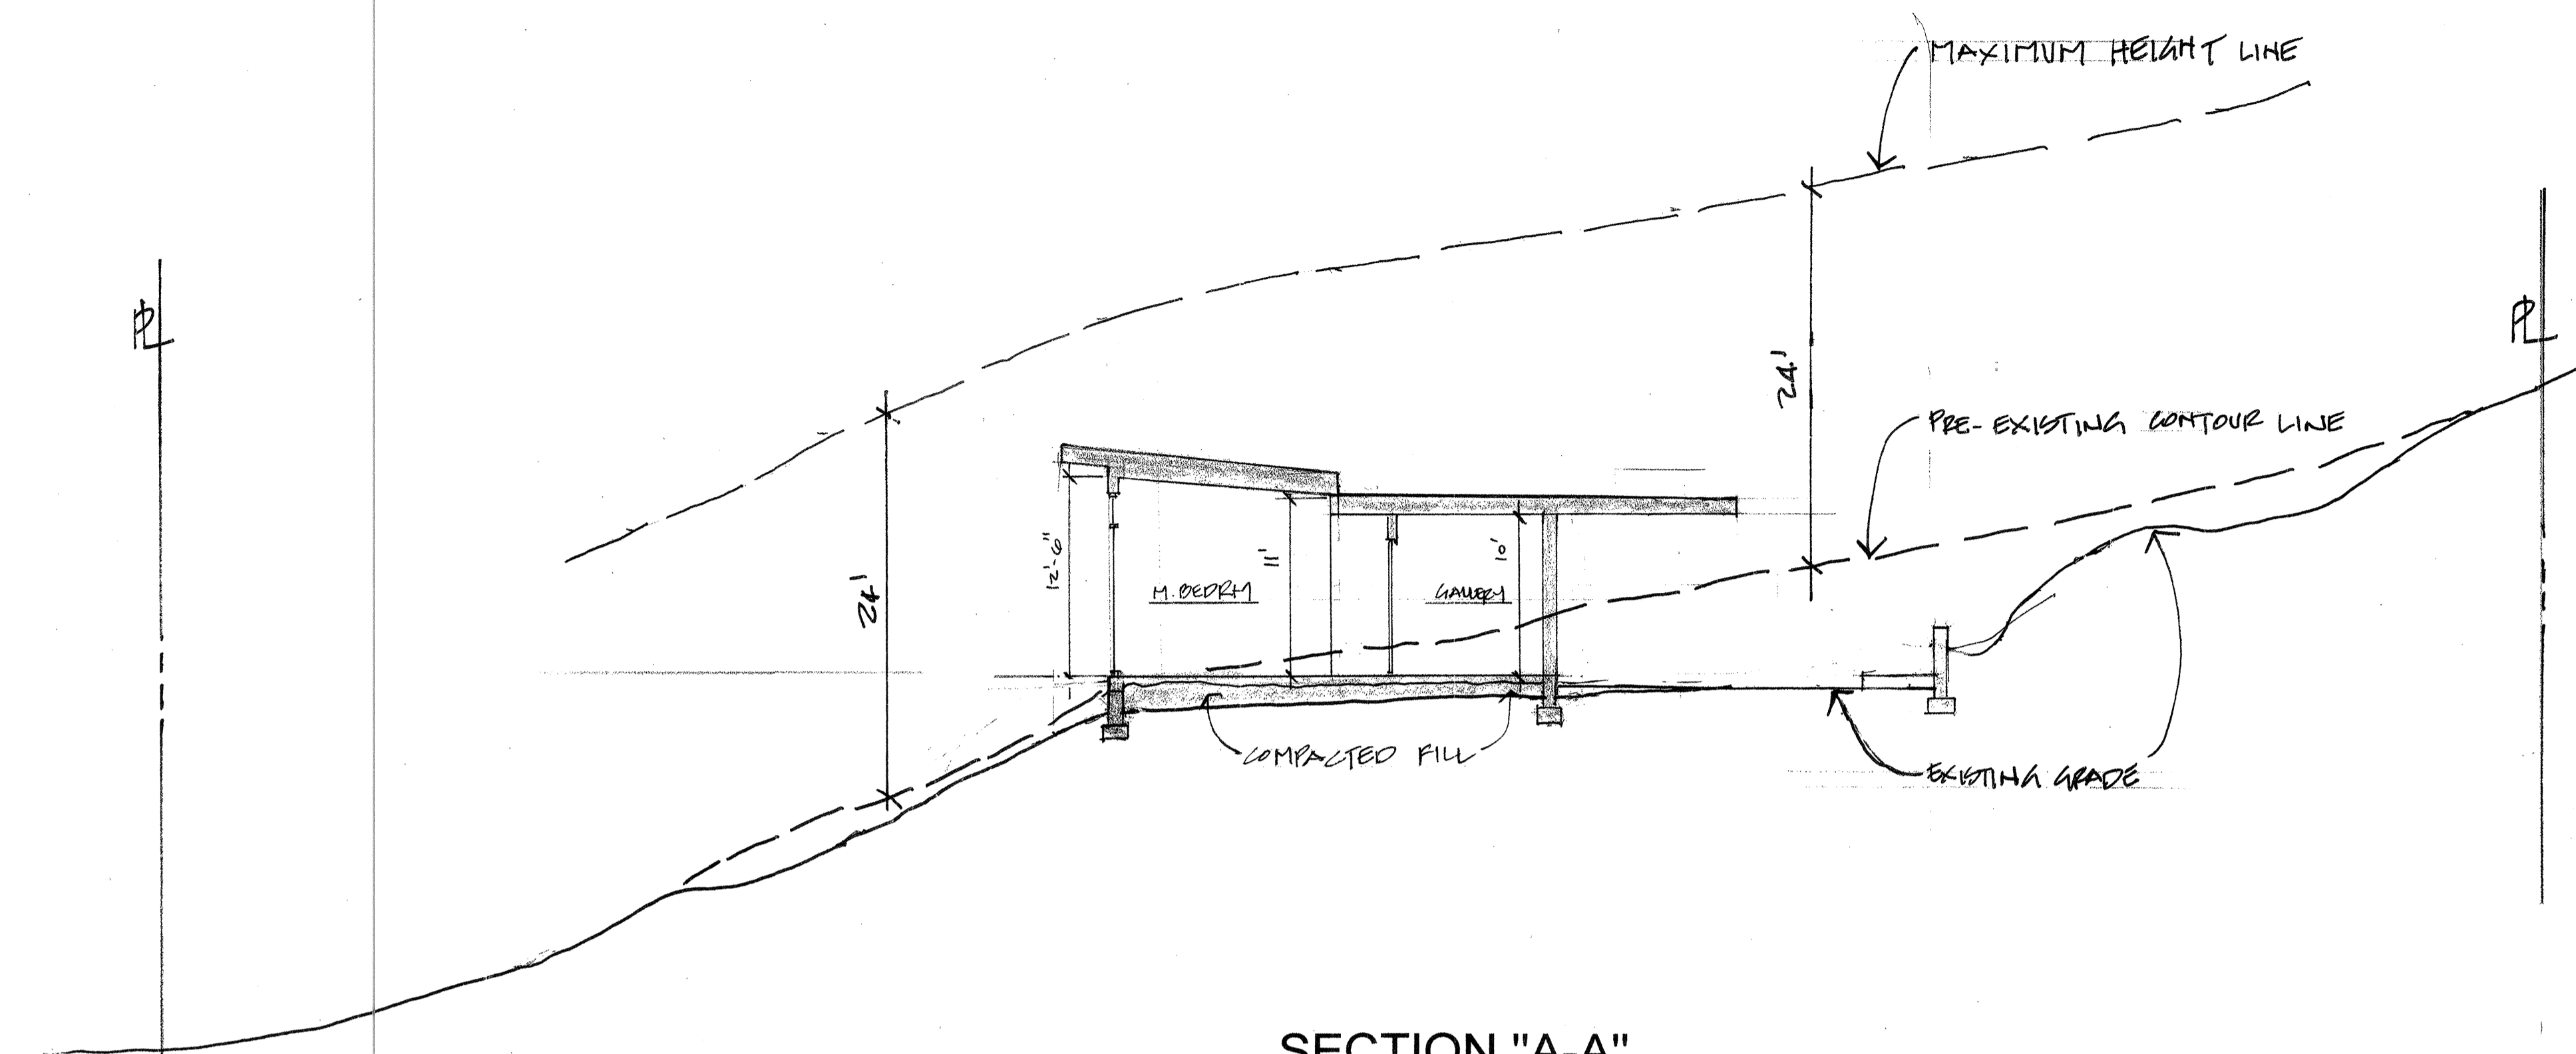 MAXIMUM HEIGHT LINE
PL
PL
24'
PRE-EXISTING CONTOUR LINE
12'-6"
11'
10'
24'
M. BEDRM
GALLERY
COMPACTED FILL
EXISTING GRADE
SECTION "A-A"